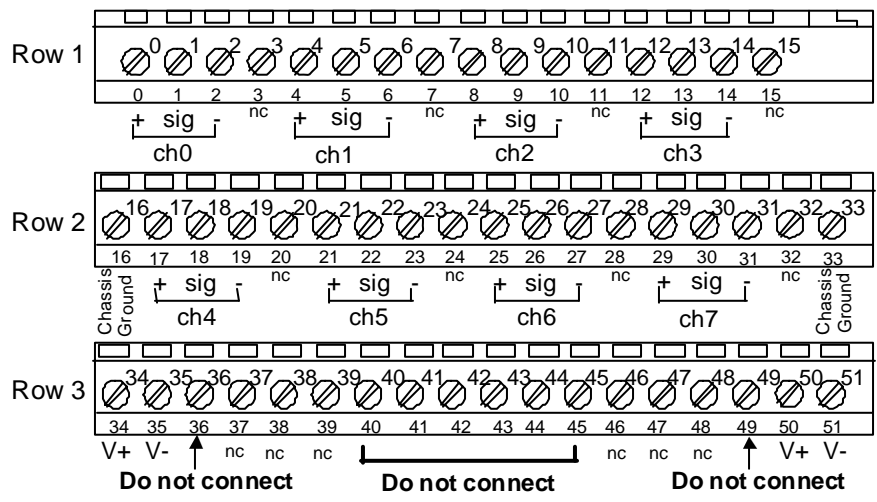 Row 1
0 1 2 3 4 5 6 7 8 9 10 11 12 13 14 15
0 1 2 3 4 5 6 7 8 9 10 11 12 13 14 15
nc nc nc nc
+ sig - + sig - + sig - + sig -
ch0 ch1 ch2 ch3
Row 2
16 17 18 19 20 21 22 23 24 25 26 27 28 29 30 31 32 33
16 17 18 19 20 21 22 23 24 25 26 27 28 29 30 31 32 33
nc nc nc nc
Chassis
Ground
+ sig - + sig - + sig - + sig -
Chassis
Ground
ch4 ch5 ch6 ch7
Row 3
34 35 36 37 38 39 40 41 42 43 44 45 46 47 48 49 50 51
34 35 36 37 38 39 40 41 42 43 44 45 46 47 48 49 50 51
V+ V- nc nc nc nc nc nc V+ V-
Do not connect Do not connect Do not connect